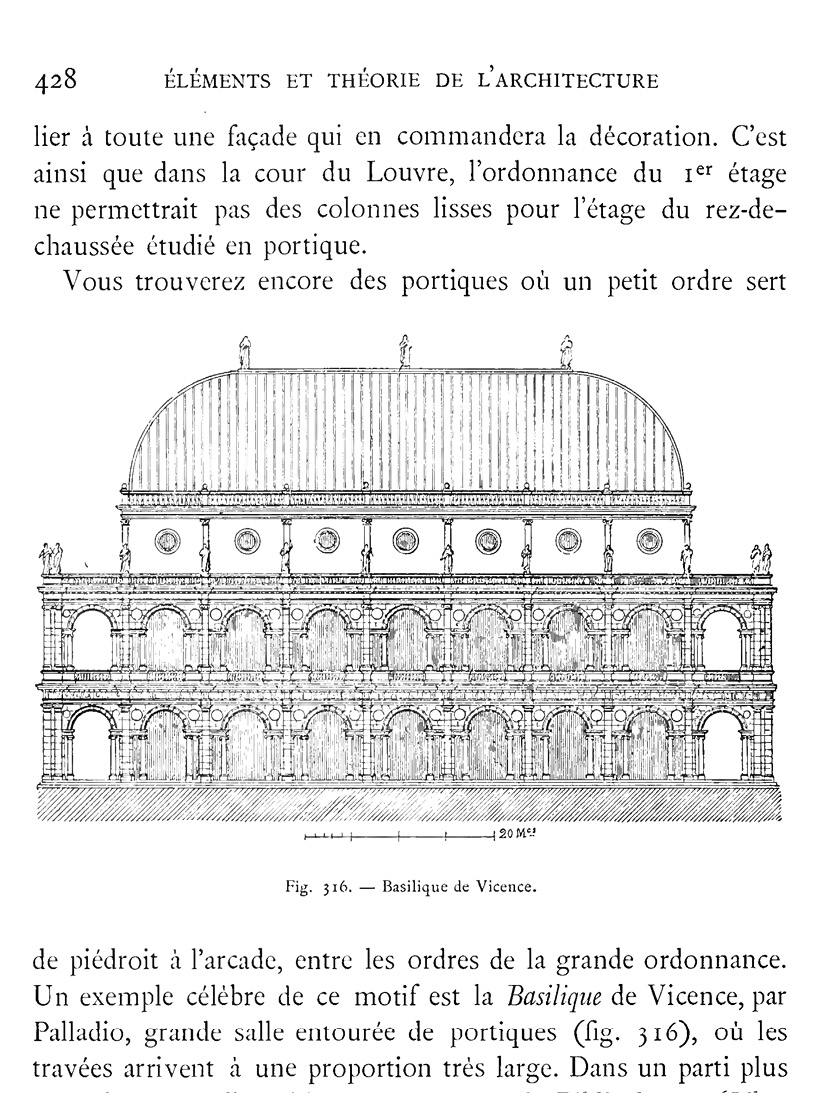 428 ÉLÉMENTS ET THÉORIE DE L'ARCHITECTURE
lier à toute une façade qui en commandera la décoration. C'est
ainsi que dans la cour du Louvre, l'ordonnance du 1er étage
ne permettrait pas des colonnes lisses pour l'étage du rez-de-
chaussée étudié en portique.
Vous trouverez encore des portiques où un petit ordre sert
20 Mes
Fig. 316. — Basilique de Vicence.
de piédroit à l'arcade, entre les ordres de la grande ordonnance.
Un exemple célèbre de ce motif est la Basilique de Vicence, par
Palladio, grande salle entourée de portiques (fig. 316), où les
travées arrivent à une proportion très large. Dans un parti plus